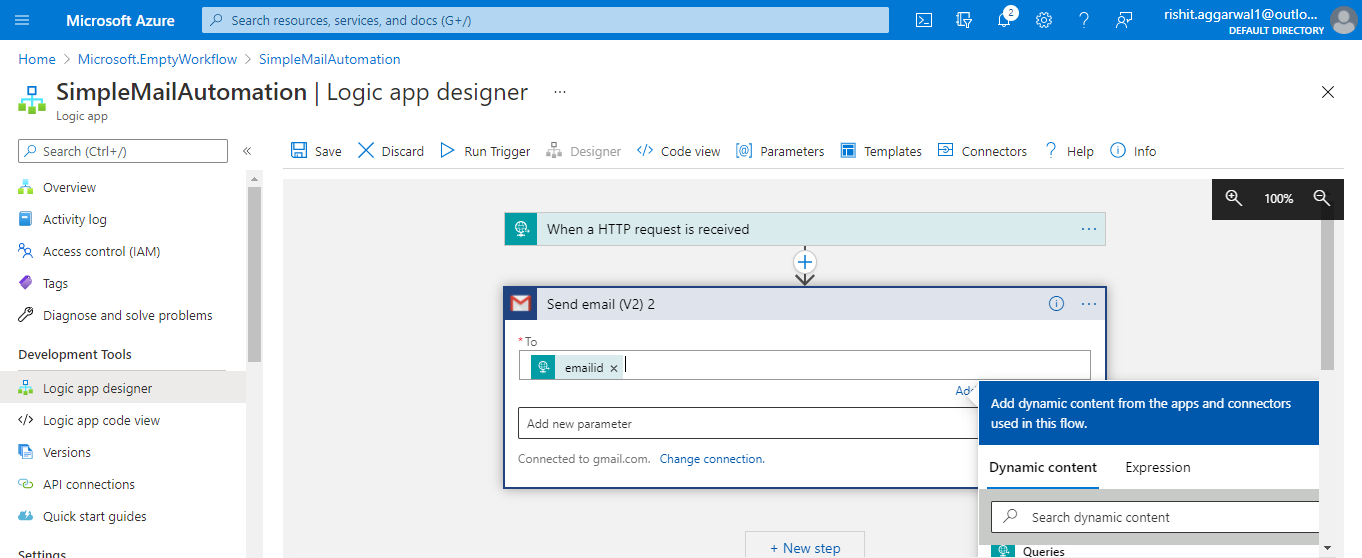 Microsoft Azure
Search resources, services, and docs (G+/)
2
rishit.aggarwal1@outlo...
DEFAULT DIRECTORY
Home > Microsoft.EmptyWorkflow > SimpleMailAutomation
SimpleMailAutomation | Logic app designer ...
Logic app
Search (Ctrl+/)
«
Overview
Activity log
Access control (IAM)
Tags
Diagnose and solve problems
Development Tools
Logic app designer
Logic app code view
Versions
API connections
Quick start guides
Settings
Save Discard Run Trigger Designer Code view Parameters Templates Connectors Help Info
100%
When a HTTP request is received ...
Send email (V2) 2 ...
* To
emailid ×
Add
Add new parameter
Connected to gmail.com. Change connection.
+ New step
Add dynamic content from the apps and connectors
used in this flow.
Dynamic content Expression
Search dynamic content
Queries